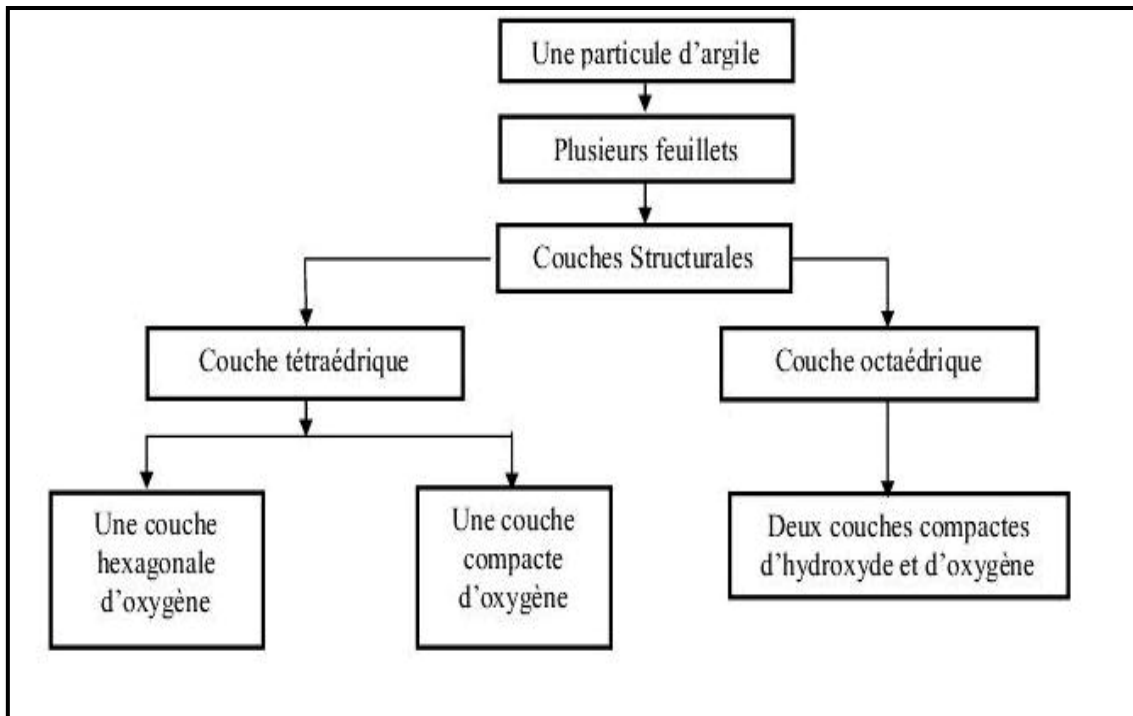 Une particule d’argile
Plusieurs feuillets
Couches Structurales
Couche tétraédrique
Couche octaédrique
Une couche
hexagonale
d’oxygène
Une couche
compacte
d’oxygène
Deux couches compactes
d’hydroxyde et d’oxygène